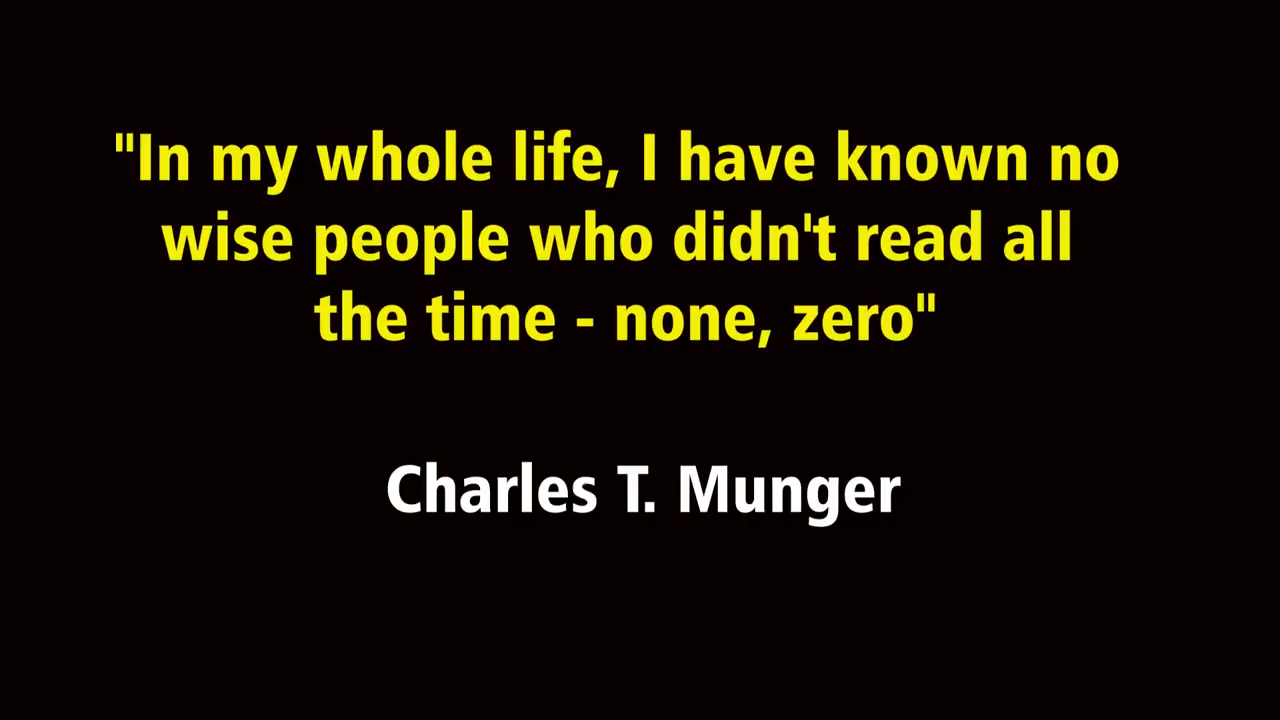 "In my whole life, I have known no
wise people who didn't read all
the time - none, zero"
Charles T. Munger